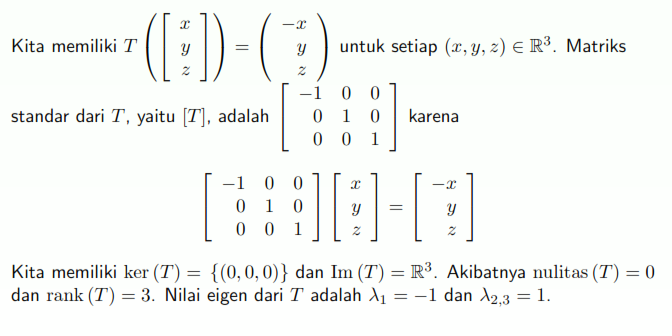 Kita memiliki T ([ x y z ]) = ( −x y z ) untuk setiap (x, y, z) ∈ ℝ³. Matriks
standar dari T, yaitu [T], adalah [ −1 0 0 0 1 0 0 0 1 ] karena
[ −1 0 0 0 1 0 0 0 1 ] [ x y z ] = [ −x y z ]
Kita memiliki ker (T) = {(0, 0, 0)} dan Im (T) = ℝ³. Akibatnya nulitas (T) = 0
dan rank (T) = 3. Nilai eigen dari T adalah λ₁ = −1 dan λ₂,₃ = 1.